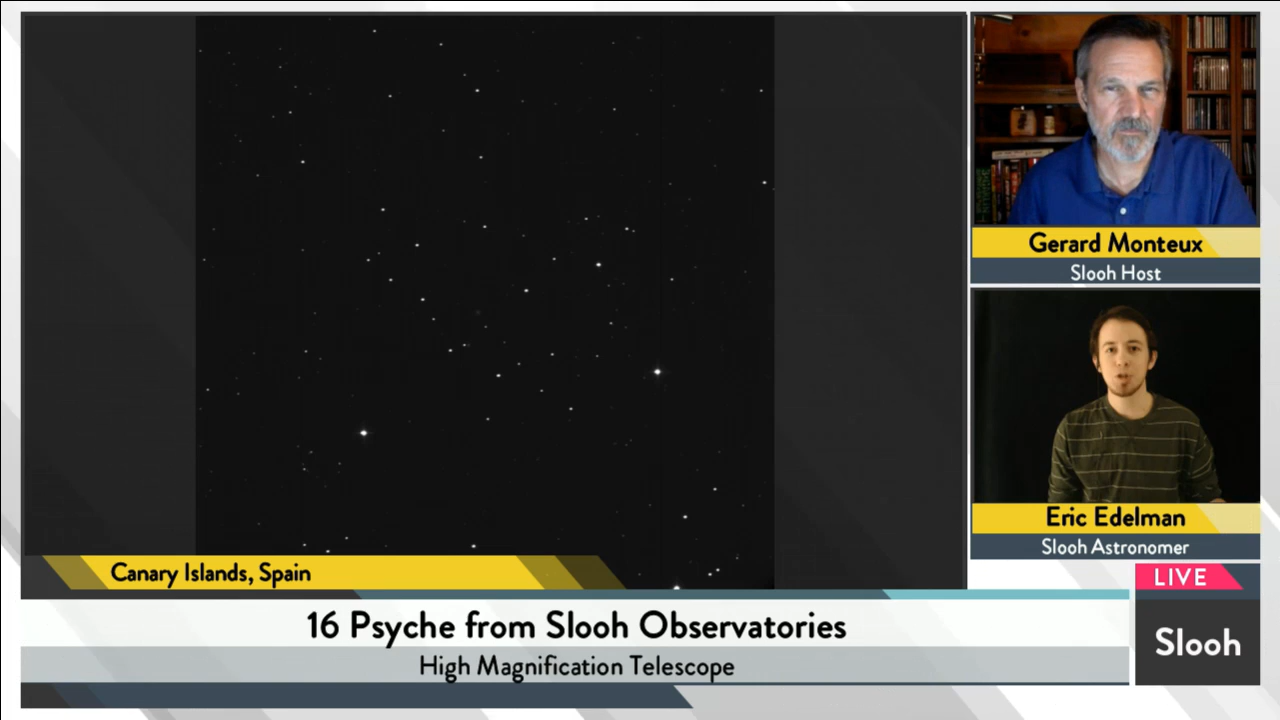 Gerard Monteux
Slooh Host
Eric Edelman
Slooh Astronomer
LIVE
Slooh
Canary Islands, Spain
16 Psyche from Slooh Observatories
High Magnification Telescope